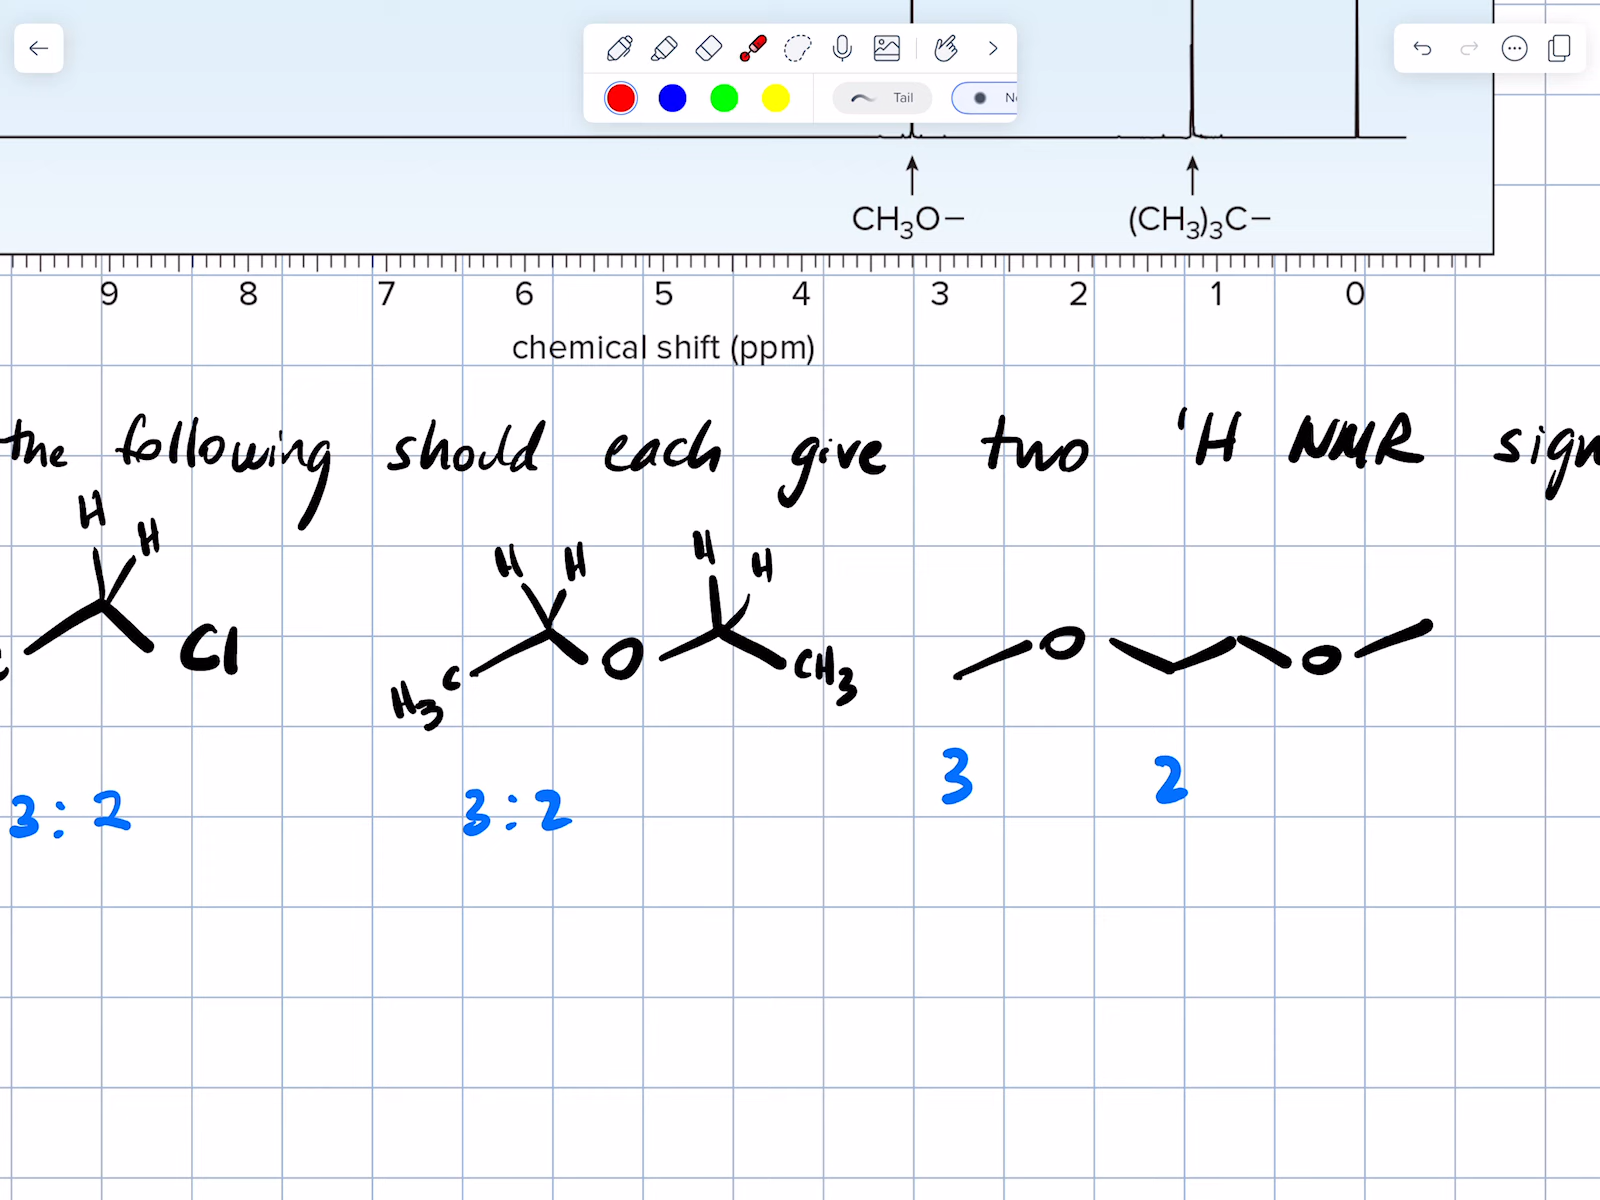 Tail
CH₃O– (CH₃)₃C–
9 8 7 6 5 4 3 2 1 0
chemical shift (ppm)
the following should each give two ¹H NMR
H H
Cl
H H
H H
H₃C O CH₃
O O
3:2
3:2
3 2